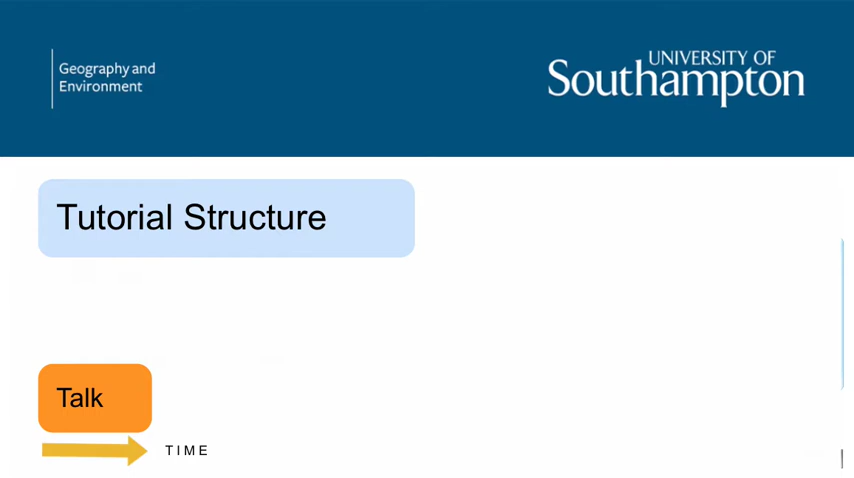 Geography and
Environment
UNIVERSITY OF
Southampton
Tutorial Structure
Talk
TIME